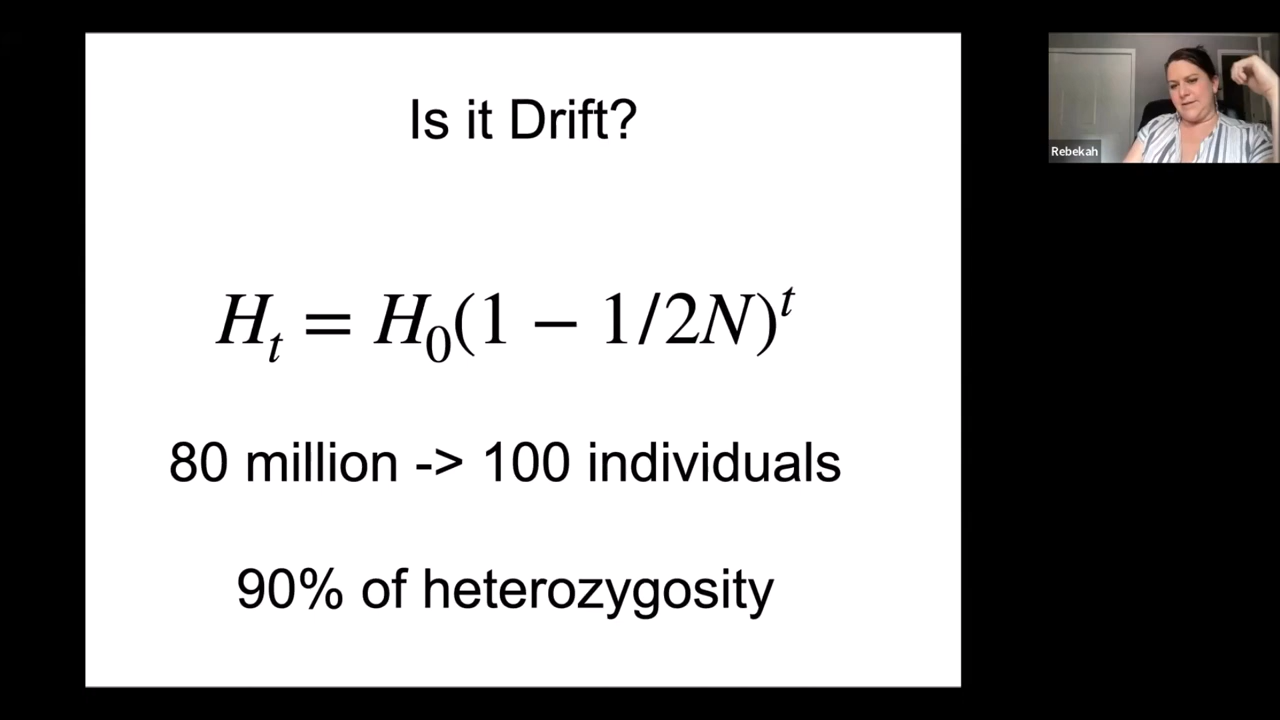 Is it Drift?
Rebekah
Hₜ = H₀(1 − 1/2N)ᵗ
80 million -> 100 individuals
90% of heterozygosity